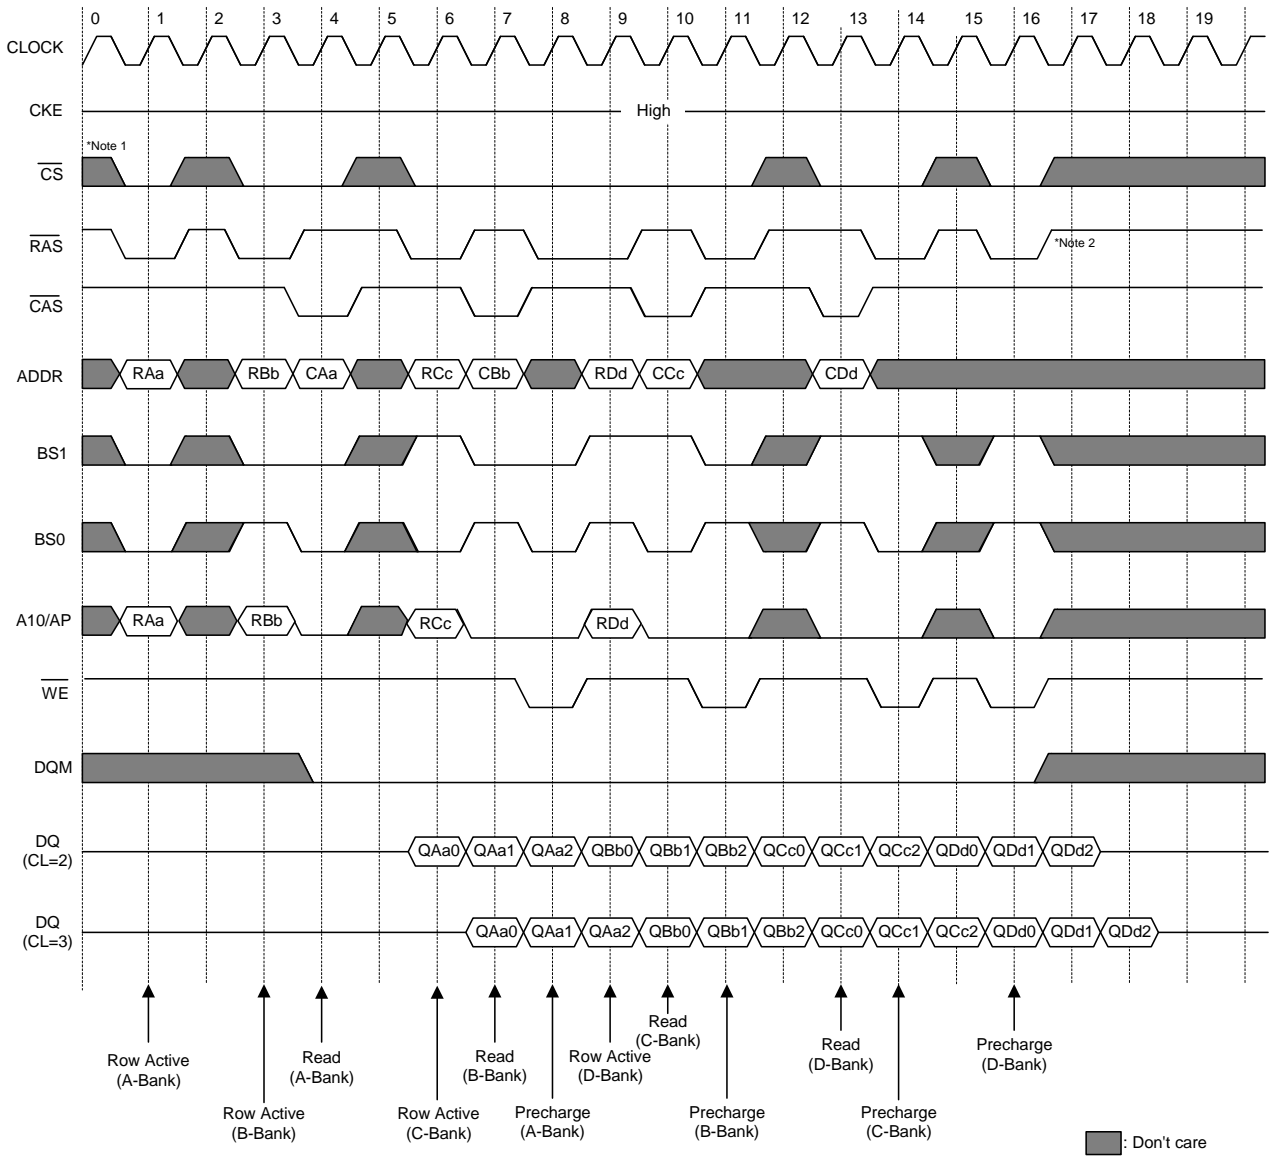 0 1 2 3 4 5 6 7 8 9 10 11 12 13 14 15 16 17 18 19
CLOCK
CKE High
*Note 1
CS
RAS *Note 2
CAS
ADDR RAa RBb CAa RCc CBb RDd CCc CDd
BS1
BS0
A10/AP RAa RBb RCc RDd
WE
DQM
DQ
(CL=2) QAa0 QAa1 QAa2 QBb0 QBb1 QBb2 QCc0 QCc1 QCc2 QDd0 QDd1 QDd2
DQ
(CL=3) QAa0 QAa1 QAa2 QBb0 QBb1 QBb2 QCc0 QCc1 QCc2 QDd0 QDd1 QDd2
Row Active
(A-Bank)
Row Active
(B-Bank)
Read
(A-Bank)
Row Active
(C-Bank)
Read
(B-Bank)
Precharge
(A-Bank)
Row Active
(D-Bank)
Read
(C-Bank)
Precharge
(B-Bank)
Read
(D-Bank)
Precharge
(C-Bank)
Precharge
(D-Bank)
: Don't care